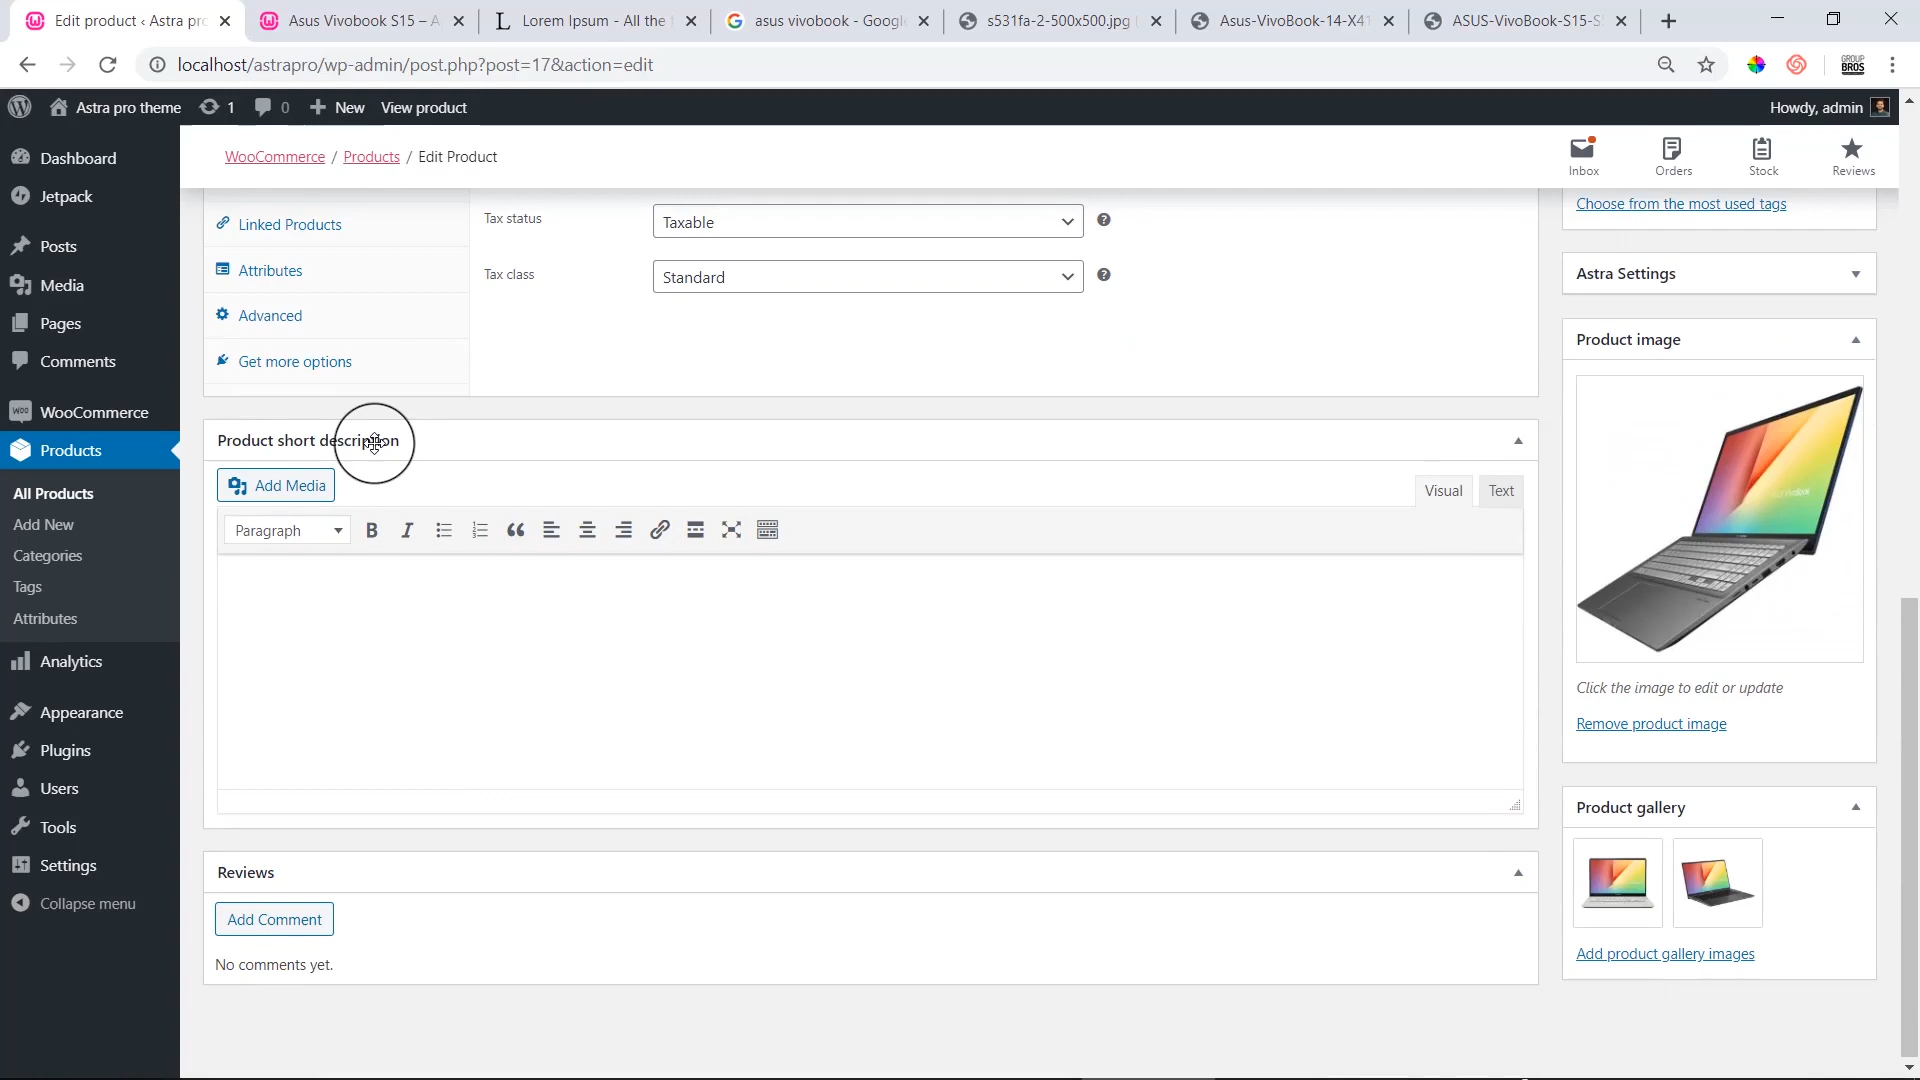 Edit product ‹ Astra pro
Asus Vivobook S15 – A
Lorem Ipsum - All the
asus vivobook - Google
s531fa-2-500x500.jpg
Asus-VivoBook-14-X41
ASUS-VivoBook-S15-S
localhost/astrapro/wp-admin/post.php?post=17&action=edit
GROUP
BROS
Astra pro theme
1
0
New
View product
Howdy, admin
Dashboard
Jetpack
Posts
Media
Pages
Comments
WooCommerce
Products
All Products
Add New
Categories
Tags
Attributes
Analytics
Appearance
Plugins
Users
Tools
Settings
Collapse menu
WooCommerce / Products / Edit Product
Inbox
Orders
Stock
Reviews
Linked Products
Attributes
Advanced
Get more options
Tax status
Taxable
Tax class
Standard
Product short description
Add Media
Visual
Text
Paragraph
Reviews
Add Comment
No comments yet.
Choose from the most used tags
Astra Settings
Product image
Click the image to edit or update
Remove product image
Product gallery
Add product gallery images